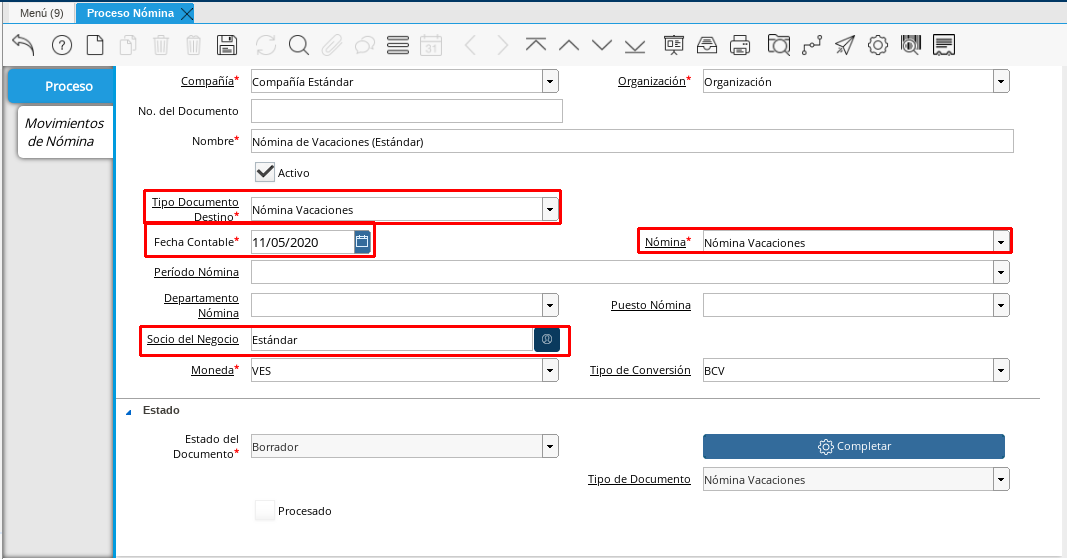 Menú (9)
Proceso Nómina
31
Proceso
Movimientos
de Nómina
Compañía*
Compañía Estándar
Organización*
Organización
No. del Documento
Nombre*
Nómina de Vacaciones (Estándar)
Activo
Tipo Documento
Destino*
Nómina Vacaciones
Fecha Contable*
11/05/2020
Nómina*
Nómina Vacaciones
Período Nómina
Departamento
Nómina
Puesto Nómina
Socio del Negocio
Estándar
Moneda*
VES
Tipo de Conversión
BCV
Estado
Estado del
Documento*
Borrador
Completar
Tipo de Documento
Nómina Vacaciones
Procesado